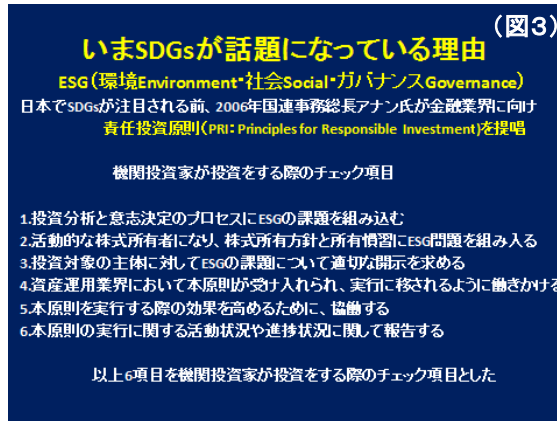 (図3)
いまSDGsが話題になっている理由
ESG(環境Environment・社会Social・ガバナンスGovernance)
日本でSDGsが注目される前、2006年国連事務総長アナン氏が金融業界に向け
責任投資原則(PRI:Principles for Responsible Investment)を提唱
機関投資家が投資をする際のチェック項目
1.投資分析と意志決定のプロセスにESGの課題を組み込む
2.活動的な株式所有者になり、株式所有方針と所有慣習にESG問題を組み入る
3.投資対象の主体に対してESGの課題について適切な開示を求める
4.資産運用業界において本原則が受け入れられ、実行に移されるように働きかける
5.本原則を実行する際の効果を高めるために、協働する
6.本原則の実行に関する活動状況や進捗状況に関して報告する
以上6項目を機関投資家が投資をする際のチェック項目とした